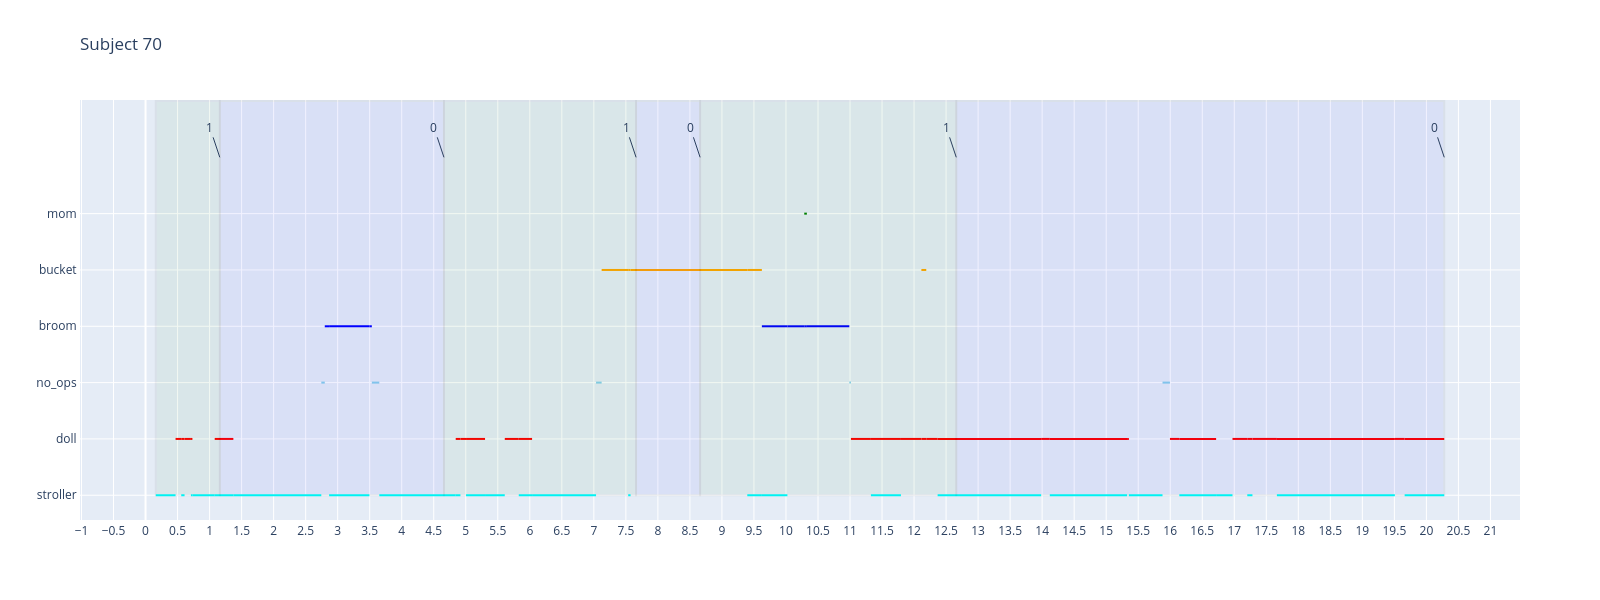 Subject 70
1 0 1 0 1 0
mom
bucket
broom
no_ops
doll
stroller
−1 −0.5 0 0.5 1 1.5 2 2.5 3 3.5 4 4.5 5 5.5 6 6.5 7 7.5 8 8.5 9 9.5 10 10.5 11 11.5 12 12.5 13 13.5 14 14.5 15 15.5 16 16.5 17 17.5 18 18.5 19 19.5 20 20.5 21